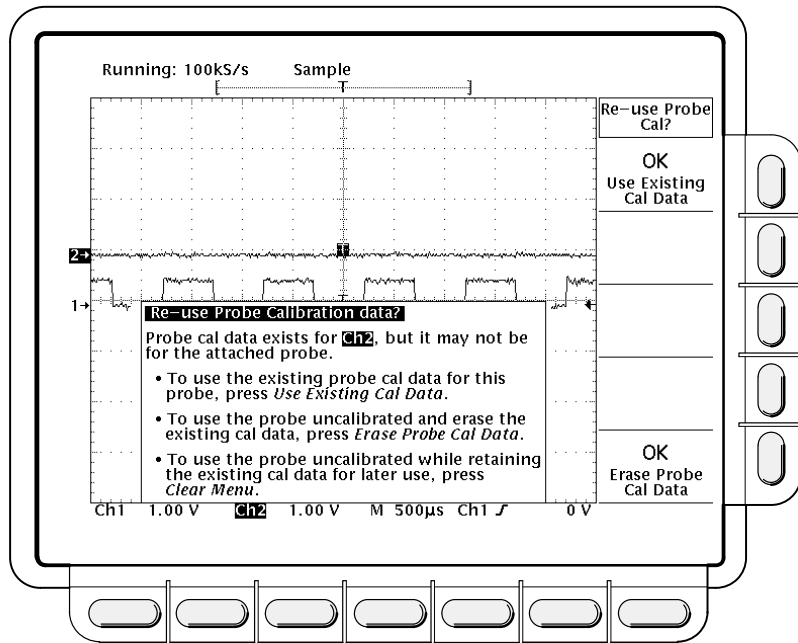 Running: 100kS/s Sample
T
Re–use Probe
Cal?
OK
Use Existing
Cal Data
2→
T
1→
Re–use Probe Calibration data?
Probe cal data exists for Ch2, but it may not be
for the attached probe.
• To use the existing probe cal data for this
probe, press Use Existing Cal Data.
• To use the probe uncalibrated and erase the
existing cal data, press Erase Probe Cal Data.
• To use the probe uncalibrated while retaining
the existing cal data for later use, press
Clear Menu.
OK
Erase Probe
Cal Data
Ch1 1.00 V Ch2 1.00 V M 500µs Ch1 0 V